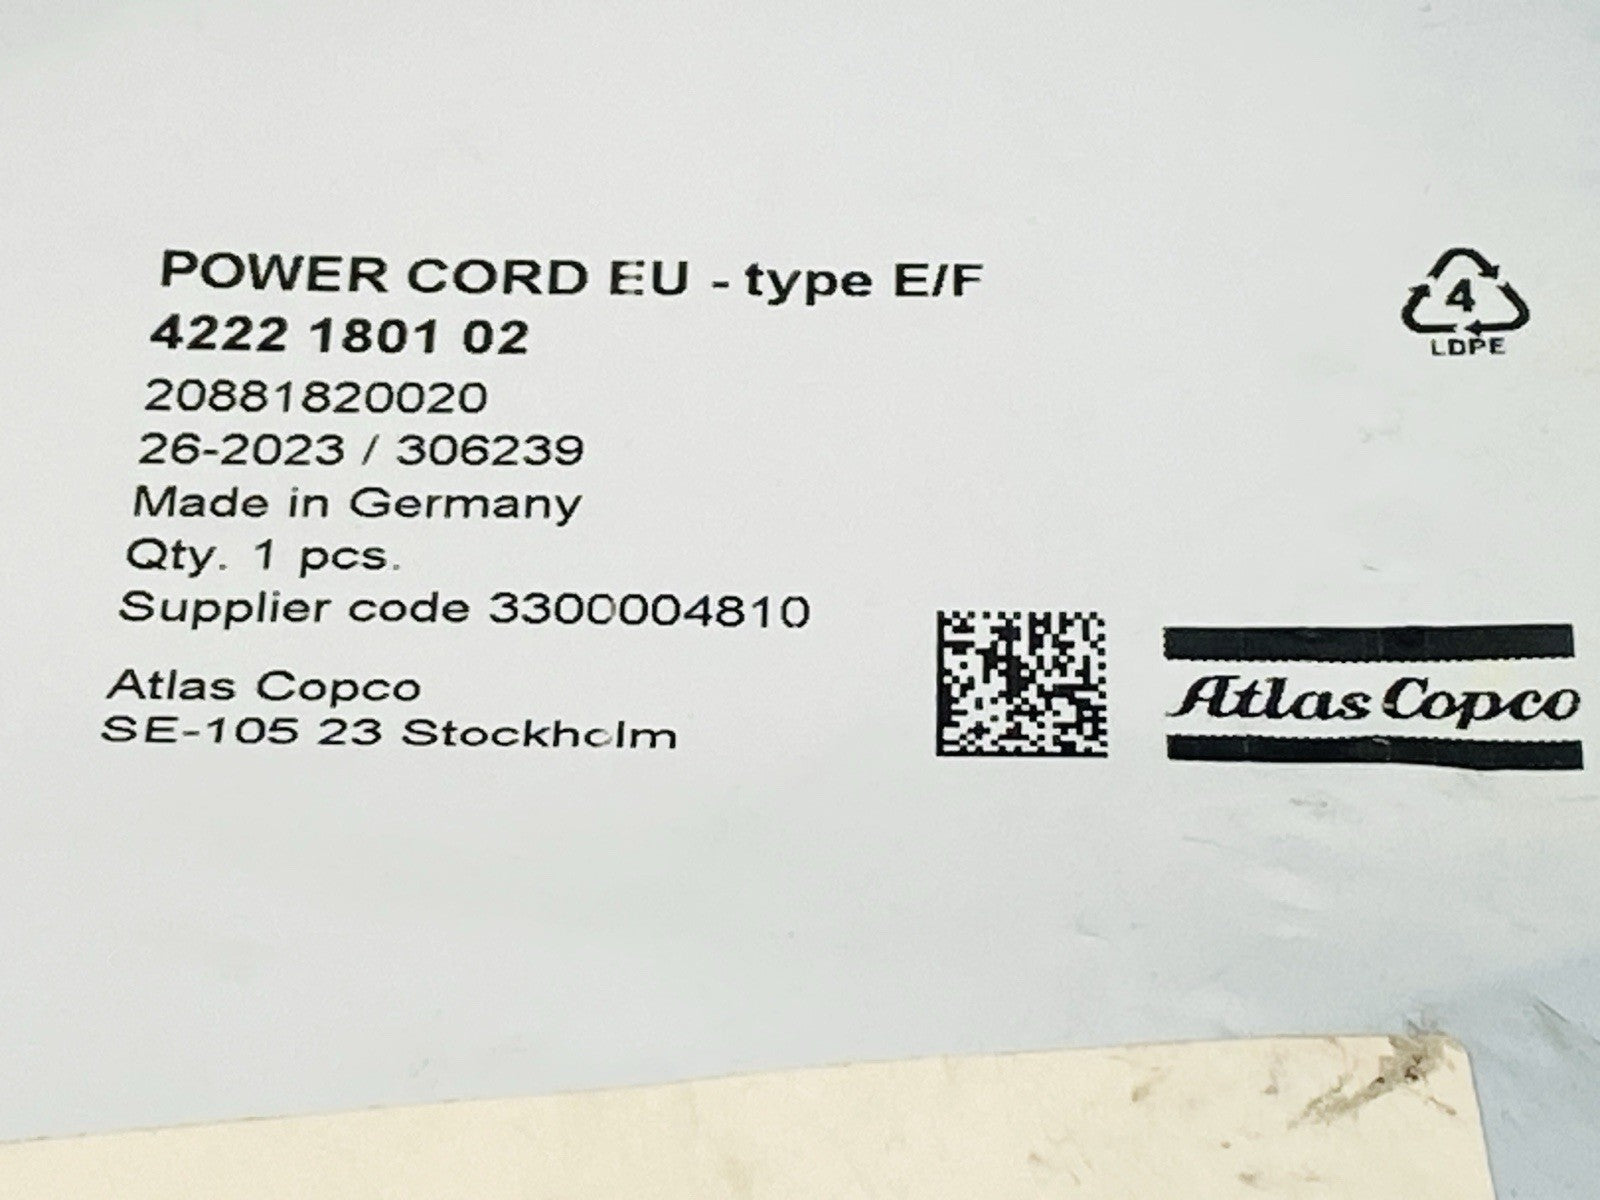 POWER CORD EU - type E/F
4222 1801 02
20881820020
26-2023 / 306239
Made in Germany
Qty. 1 pcs.
Supplier code 3300004810
Atlas Copco
SE-105 23 Stockholm
4
LDPE
Atlas Copco